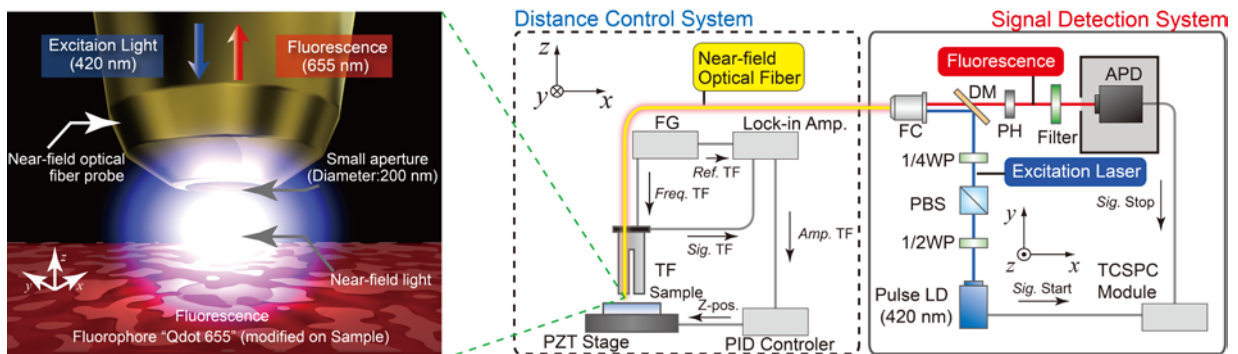 Excitaion Light
(420 nm)
Fluorescence
(655 nm)
Near-field optical
fiber probe
Small aperture
(Diameter:200 nm)
Near-field light
z
y
x
Fluorescence
Fluorophore “Qdot 655” (modified on Sample)
Distance Control System
z
y
x
Near-field
Optical Fiber
FG
Lock-in Amp.
Ref. TF
Freq. TF
Sig. TF
Amp. TF
TF
Sample
Z-pos.
PZT Stage
PID Controler
Signal Detection System
Fluorescence
APD
DM
FC
PH
Filter
1/4WP
Excitation Laser
PBS
Sig. Stop
y
z
x
1/2WP
TCSPC
Module
Sig. Start
Pulse LD
(420 nm)